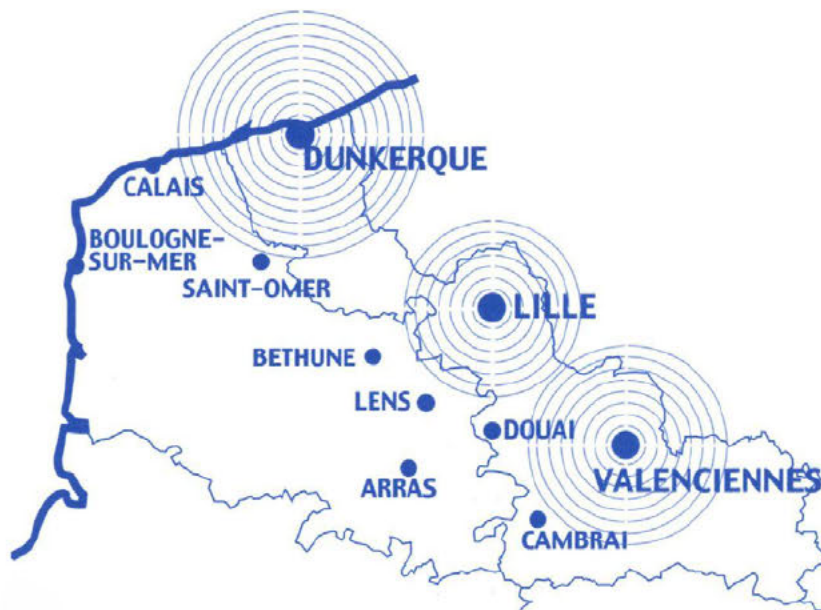 DUNKERQUE
CALAIS
BOULOGNE-
SUR-MER
SAINT-OMER
LILLE
BETHUNE
LENS
DOUAI
ARRAS
VALENCIENNES
CAMBRAI